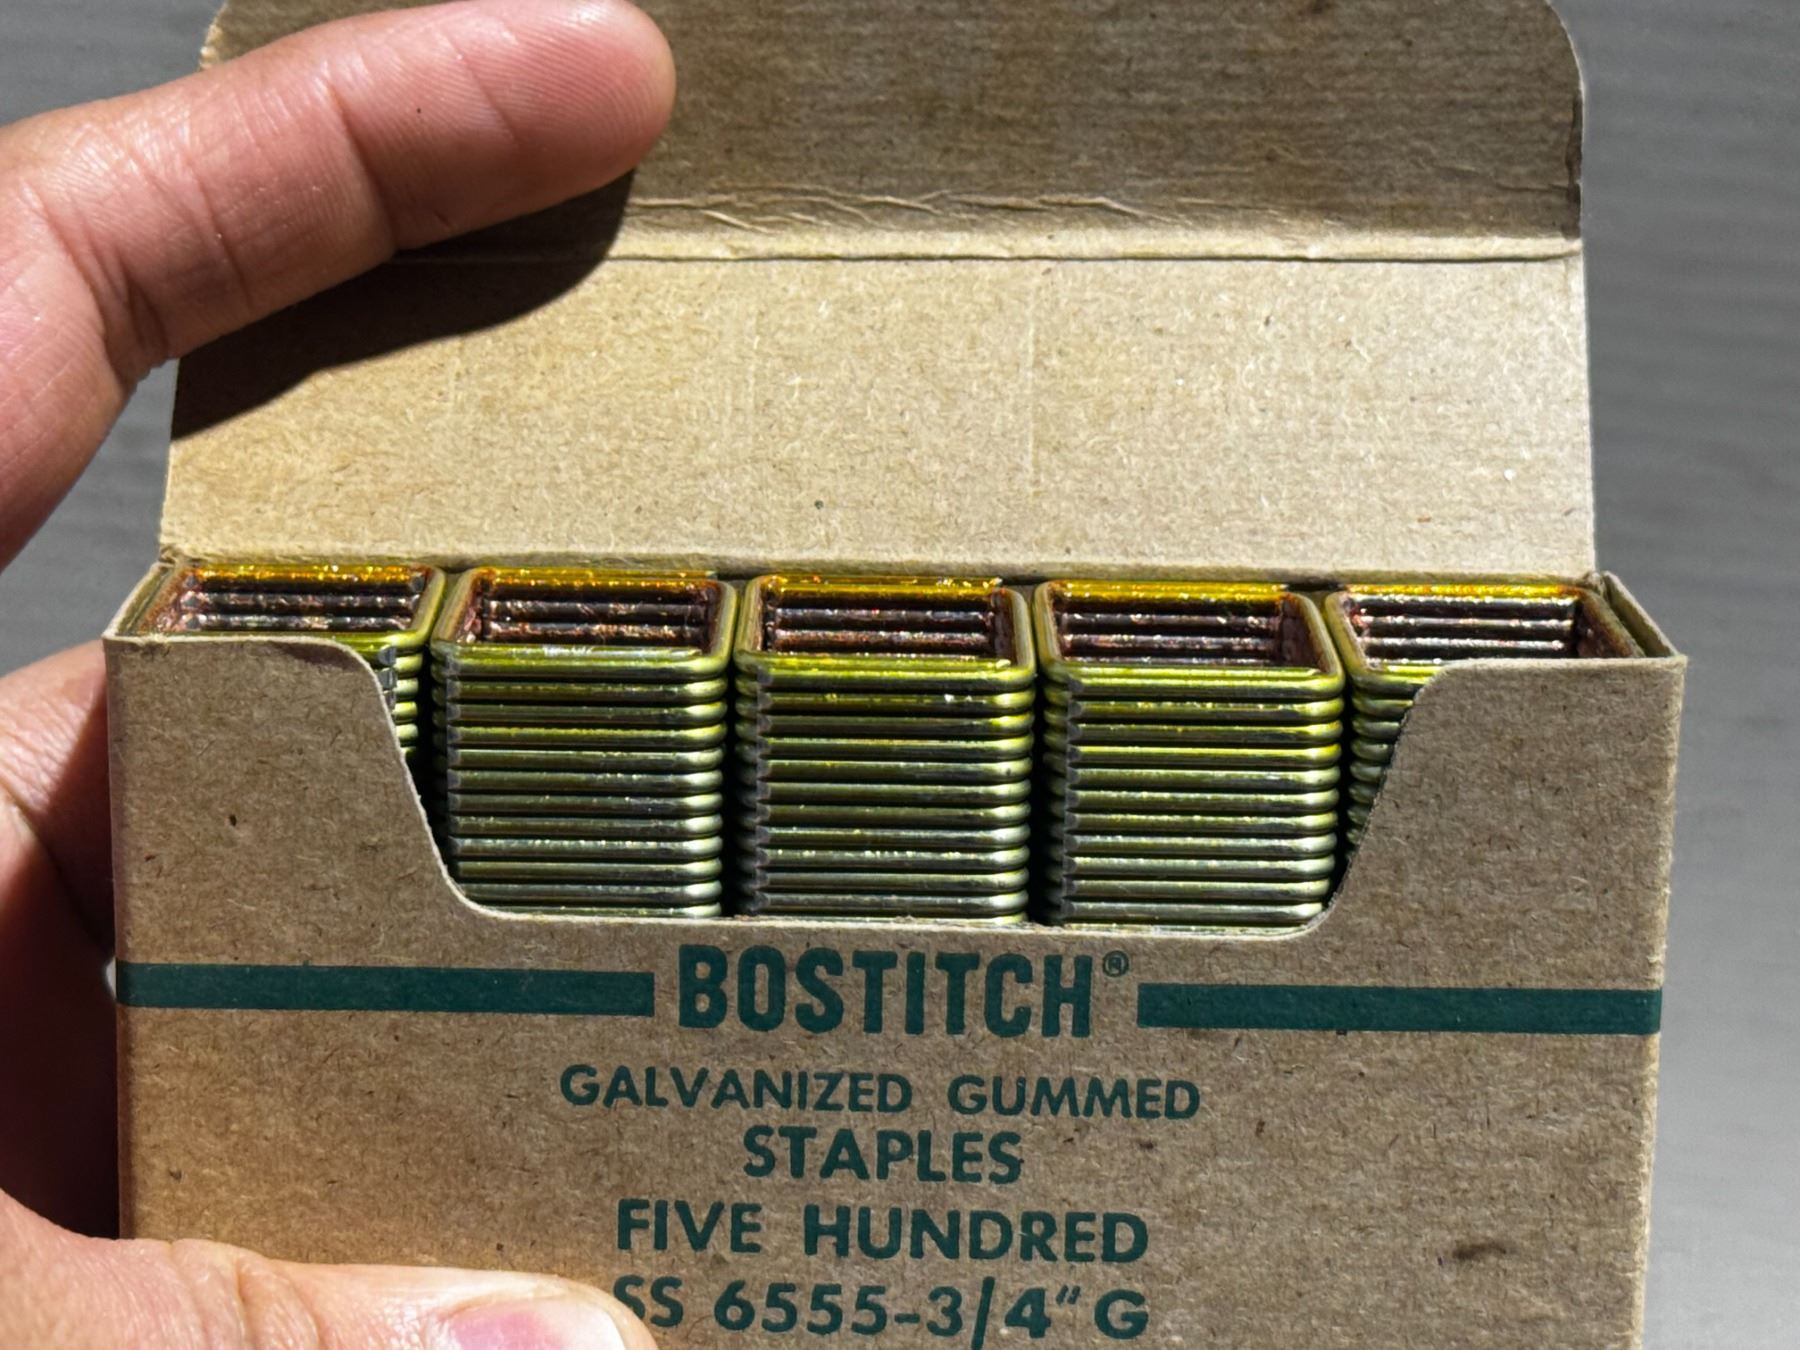 BOSTITCH®
GALVANIZED GUMMED
STAPLES
FIVE HUNDRED
SS 6555-3/4" G